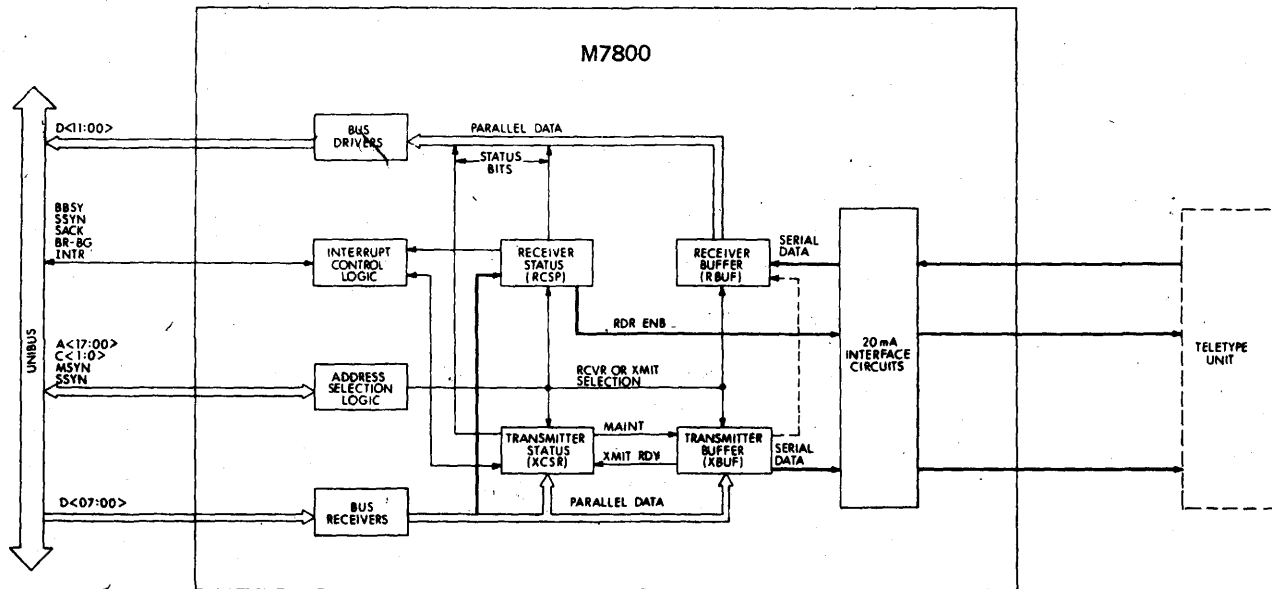 M7800
UNIBUS
D<11:00>
BUS
DRIVERS
PARALLEL DATA
STATUS
BITS
BBSY
SSYN
SACK
BR-BG
INTR
INTERRUPT
CONTROL
LOGIC
RECEIVER
STATUS
(RCSP)
RECEIVER
BUFFER
(RBUF)
SERIAL
DATA
RDR ENB
20 mA
INTERFACE
CIRCUITS
TELETYPE
UNIT
A<17:00>
C<1:0>
MSYN
SSYN
ADDRESS
SELECTION
LOGIC
RCVR OR XMIT
SELECTION
TRANSMITTER
STATUS
(XCSR)
MAINT
XMIT RDY
TRANSMITTER
BUFFER
(XBUF)
SERIAL
DATA
D<07:00>
BUS
RECEIVERS
PARALLEL DATA